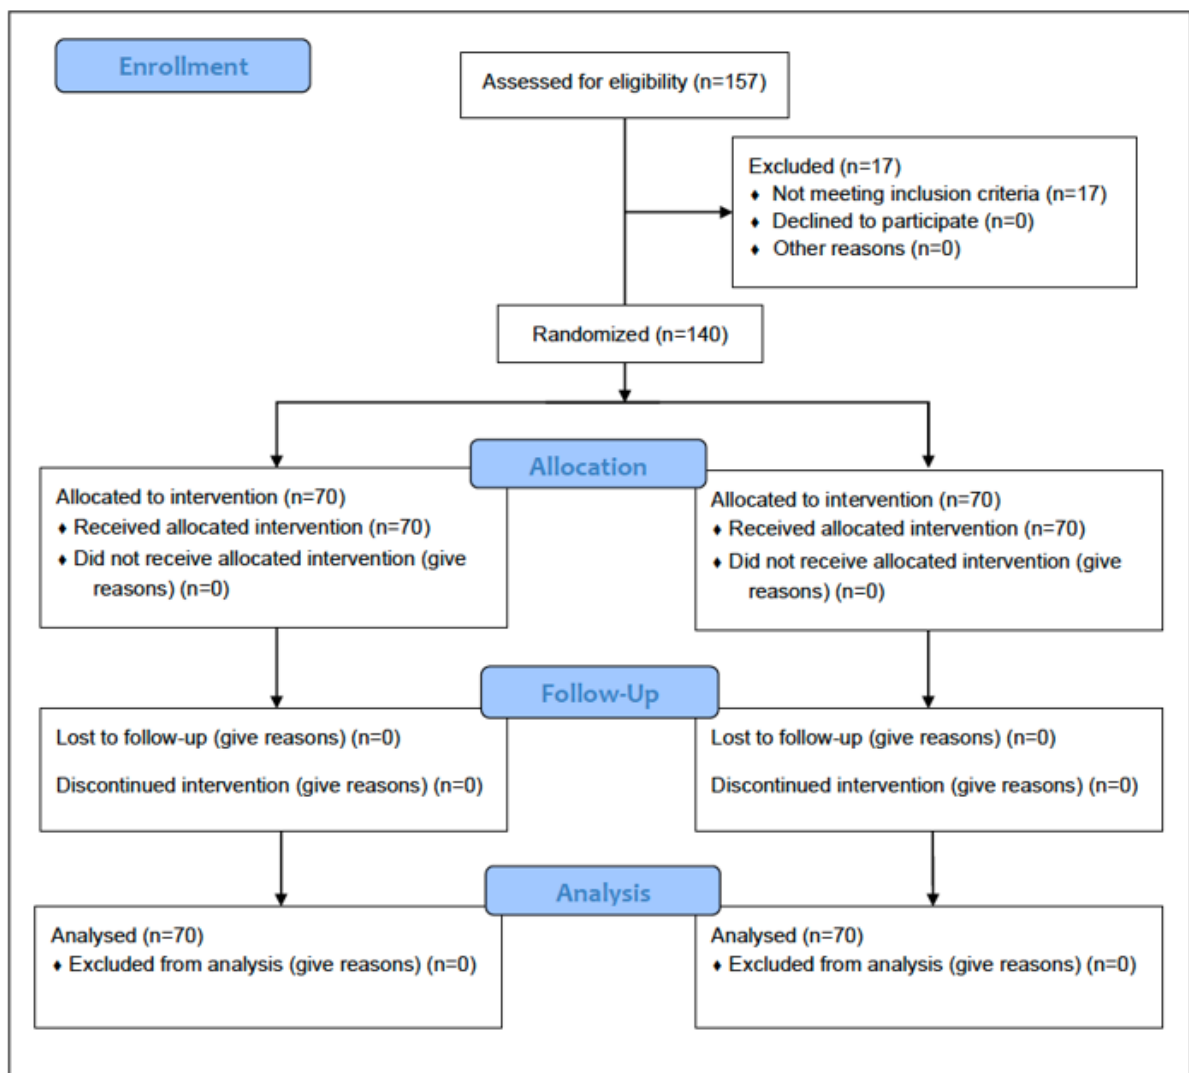 Enrollment
Assessed for eligibility (n=157)
Excluded (n=17)
♦ Not meeting inclusion criteria (n=17)
♦ Declined to participate (n=0)
♦ Other reasons (n=0)
Randomized (n=140)
Allocation
Allocated to intervention (n=70)
♦ Received allocated intervention (n=70)
♦ Did not receive allocated intervention (give
reasons) (n=0)
Allocated to intervention (n=70)
♦ Received allocated intervention (n=70)
♦ Did not receive allocated intervention (give
reasons) (n=0)
Follow-Up
Lost to follow-up (give reasons) (n=0)
Discontinued intervention (give reasons) (n=0)
Lost to follow-up (give reasons) (n=0)
Discontinued intervention (give reasons) (n=0)
Analysis
Analysed (n=70)
♦ Excluded from analysis (give reasons) (n=0)
Analysed (n=70)
♦ Excluded from analysis (give reasons) (n=0)